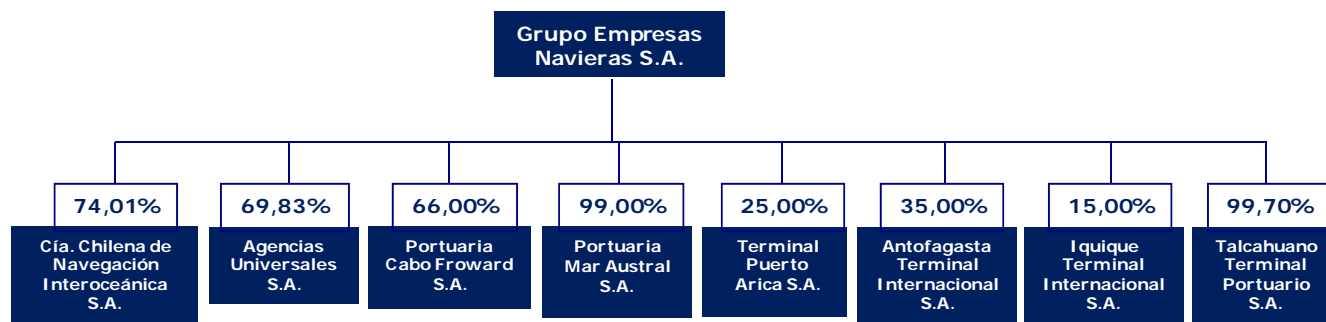 Grupo Empresas
Navieras S.A.
74,01%
69,83%
66,00%
99,00%
25,00%
35,00%
15,00%
99,70%
Cía. Chilena de
Navegación
Interoceánica
S.A.
Agencias
Universales
S.A.
Portuaria
Cabo Froward
S.A.
Portuaria
Mar Austral
S.A.
Terminal
Puerto
Arica S.A.
Antofagasta
Terminal
Internacional
S.A.
Iquique
Terminal
Internacional
S.A.
Talcahuano
Terminal
Portuario
S.A.